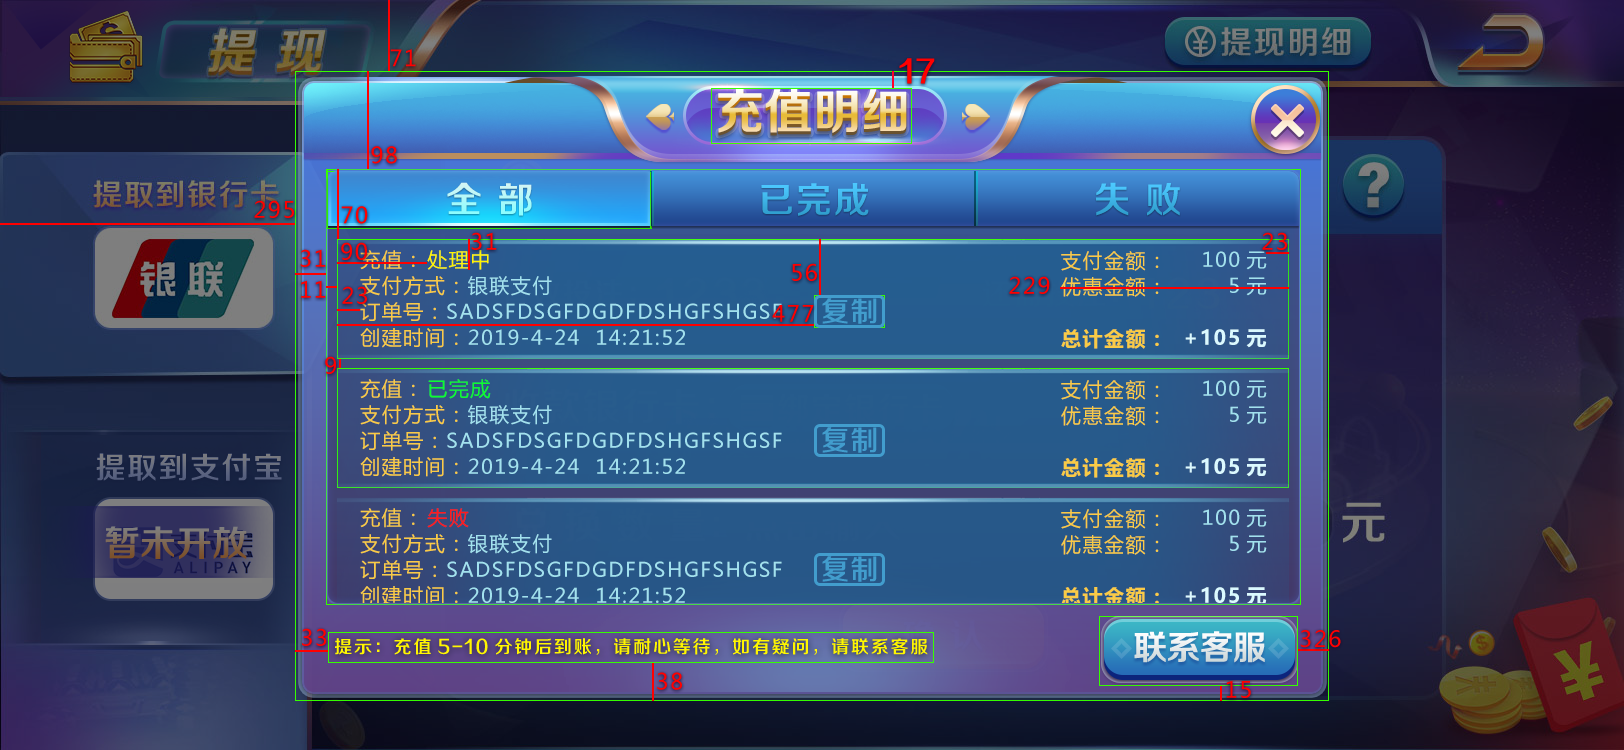 提现
提现明细
71
17
充值明细
98
提取到银行卡
295
全部
已完成
失败
70
31
90
充值：处理中
23
支付金额： 100 元
31
支付方式：银联支付
56
229
优惠金额： 5 元
11
23
订单号：SADSFDSGFDGDFDSHGFSHGSF
477
复制
创建时间：2019-4-24 14:21:52
总计金额： +105 元
银联
9
充值：已完成
支付金额： 100 元
支付方式：银联支付
优惠金额： 5 元
订单号：SADSFDSGFDGDFDSHGFSHGSF
复制
创建时间：2019-4-24 14:21:52
总计金额： +105 元
提取到支付宝
充值：失败
支付金额： 100 元
支付方式：银联支付
优惠金额： 5 元
订单号：SADSFDSGFDGDFDSHGFSHGSF
复制
创建时间：2019-4-24 14:21:52
总计金额： +105 元
暂未开放
ALIPAY
元
33
提示：充值 5-10 分钟后到账，请耐心等待，如有疑问，请联系客服
联系客服
326
38
15